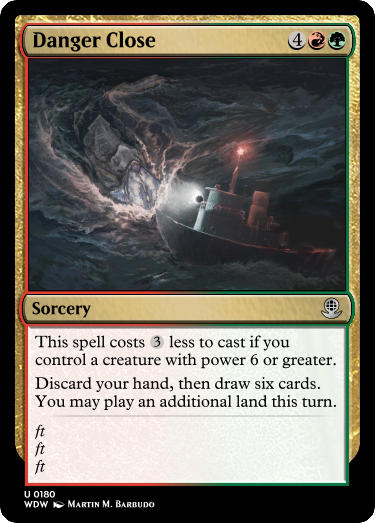 Danger Close 4
Sorcery
This spell costs 3 less to cast if you
control a creature with power 6 or greater.
Discard your hand, then draw six cards.
You may play an additional land this turn.
ft
ft
ft
U 0180
WDW Martin M. Barbudo